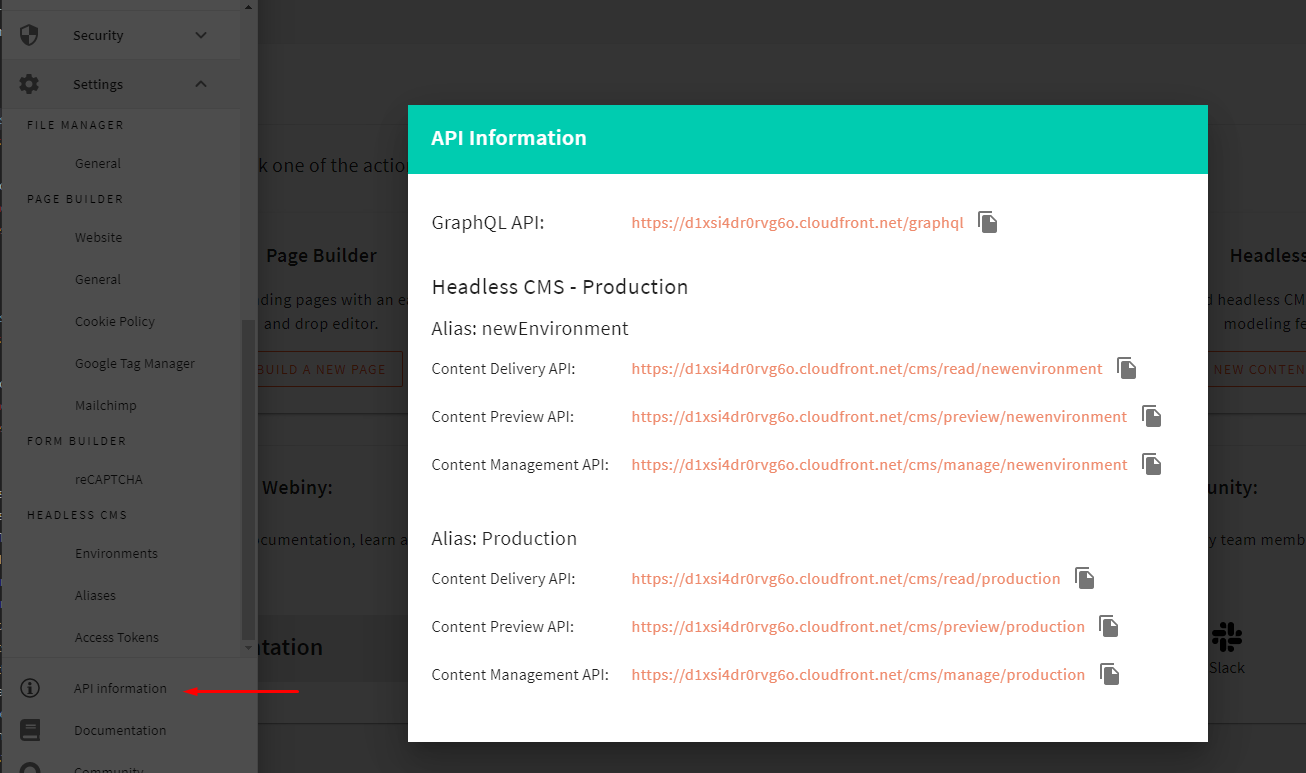 Security
Settings
FILE MANAGER
General
PAGE BUILDER
Website
General
Cookie Policy
Google Tag Manager
Mailchimp
FORM BUILDER
reCAPTCHA
HEADLESS CMS
Environments
Aliases
Access Tokens
API information
Documentation
Community
k one of the actio
Page Builder
ding pages with an ea
and drop editor.
BUILD A NEW PAGE
Webiny:
ocumentation, learn a
ntation
API Information
GraphQL API: https://d1xsi4dr0rvg6o.cloudfront.net/graphql
Headless CMS - Production
Alias: newEnvironment
Content Delivery API: https://d1xsi4dr0rvg6o.cloudfront.net/cms/read/newenvironment
Content Preview API: https://d1xsi4dr0rvg6o.cloudfront.net/cms/preview/newenvironment
Content Management API: https://d1xsi4dr0rvg6o.cloudfront.net/cms/manage/newenvironment
Alias: Production
Content Delivery API: https://d1xsi4dr0rvg6o.cloudfront.net/cms/read/production
Content Preview API: https://d1xsi4dr0rvg6o.cloudfront.net/cms/preview/production
Content Management API: https://d1xsi4dr0rvg6o.cloudfront.net/cms/manage/production
Headless
d headless CM
modeling fe
NEW CONTEN
unity:
y team memb
Slack